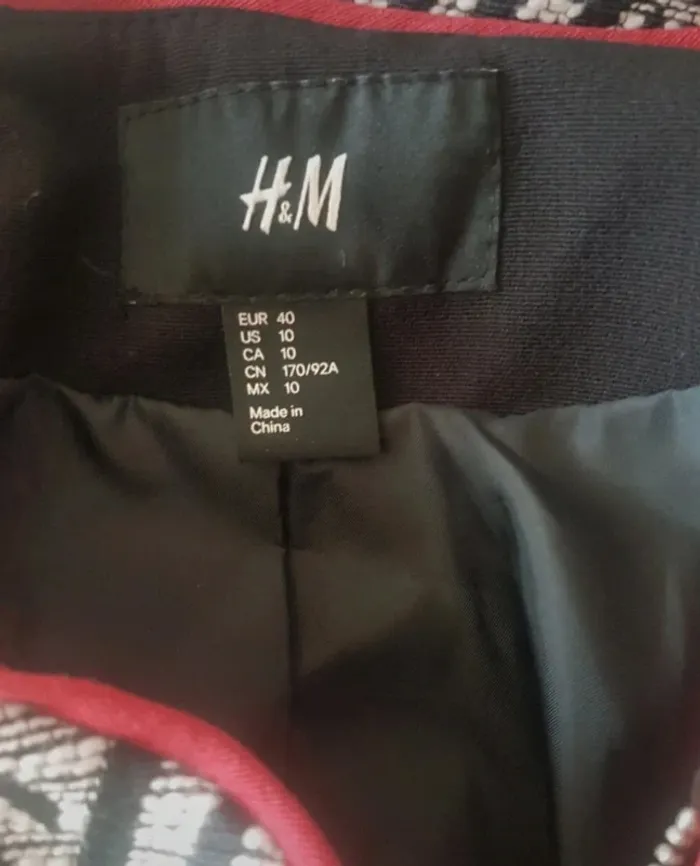 H&M
EUR 40
US 10
CA 10
CN 170/92A
MX 10
Made in
China